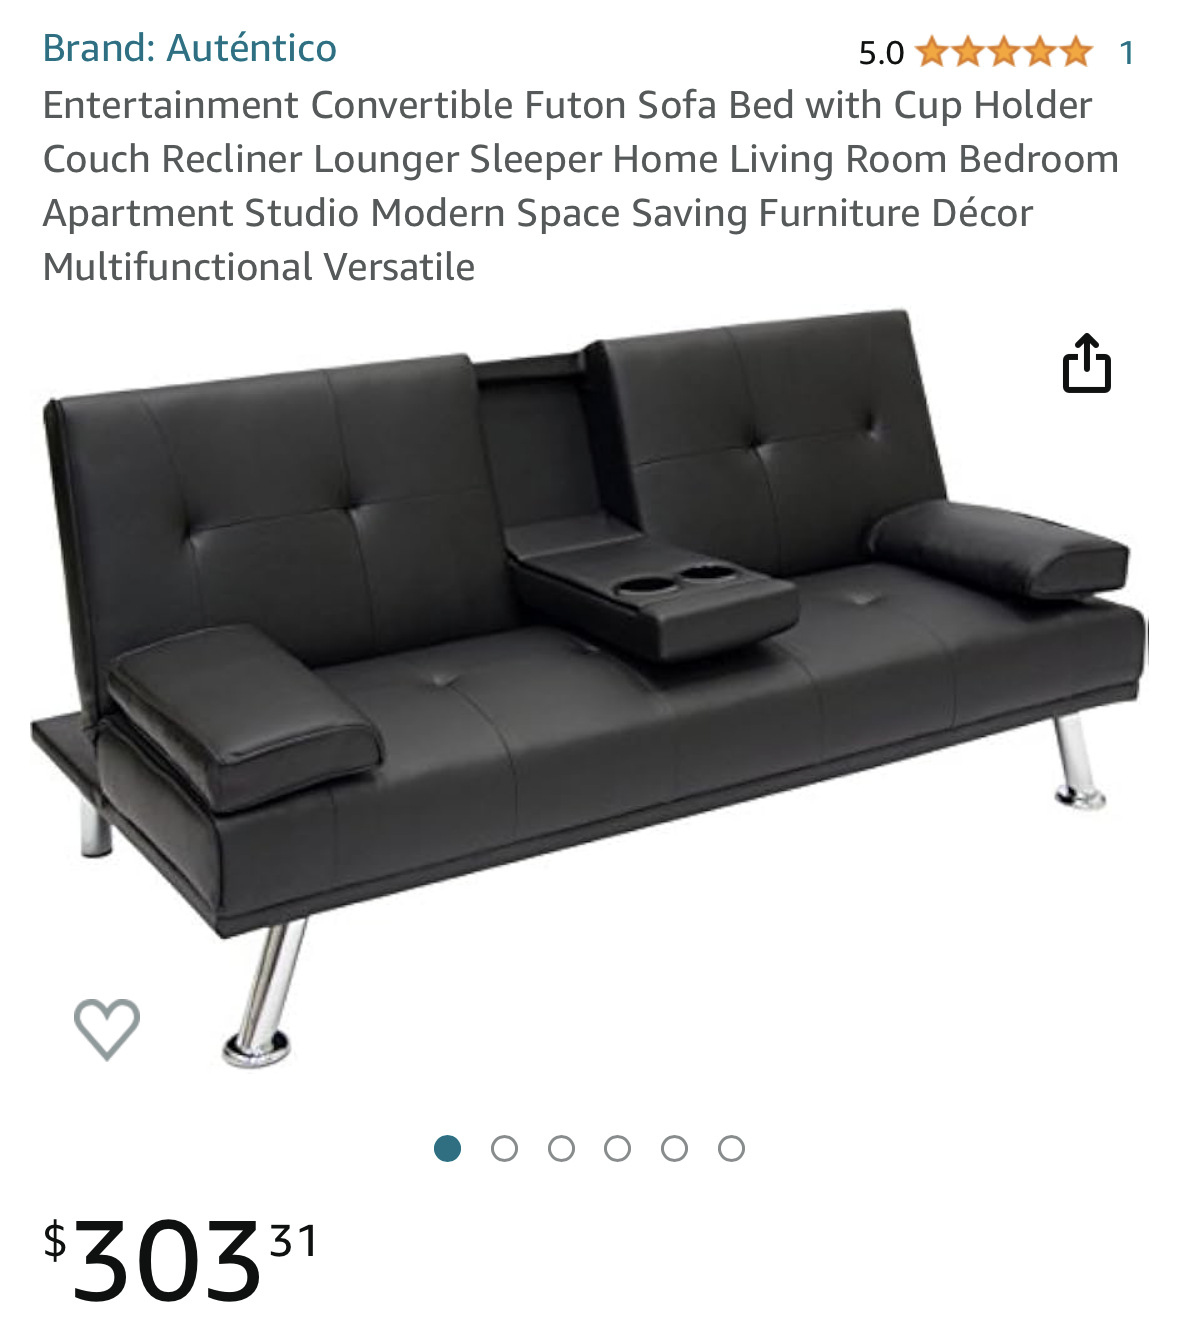 Brand: Auténtico
5.0 1
Entertainment Convertible Futon Sofa Bed with Cup Holder
Couch Recliner Lounger Sleeper Home Living Room Bedroom
Apartment Studio Modern Space Saving Furniture Décor
Multifunctional Versatile
$303 31